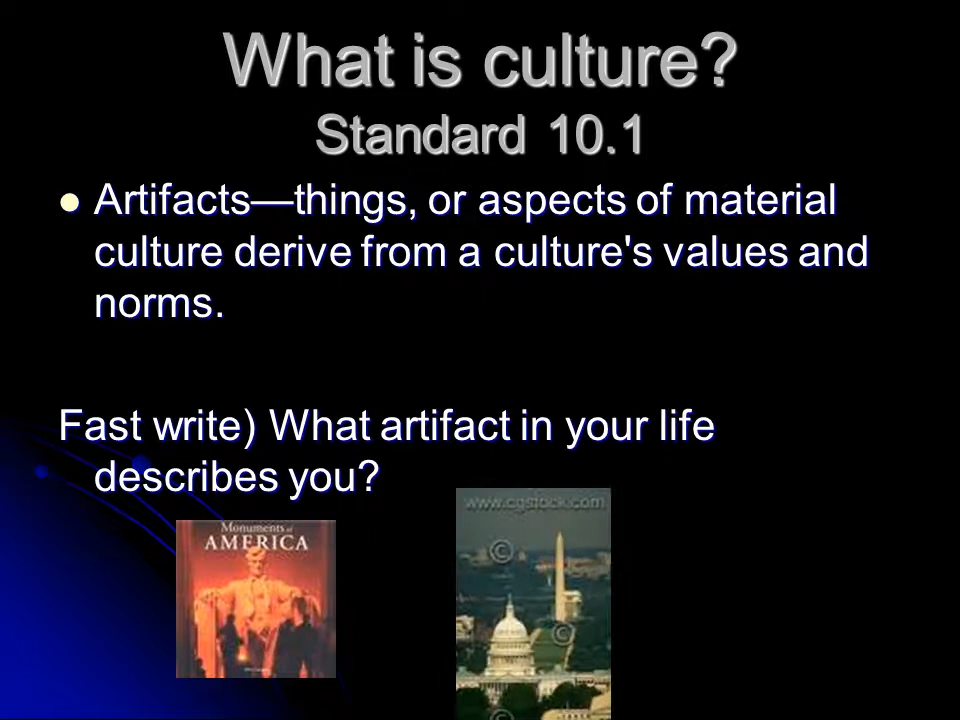 What is culture?
Standard 10.1
Artifacts—things, or aspects of material
culture derive from a culture's values and
norms.
Fast write) What artifact in your life
describes you?
www.cgstock.com
Monuments of
AMERICA
©
©
©